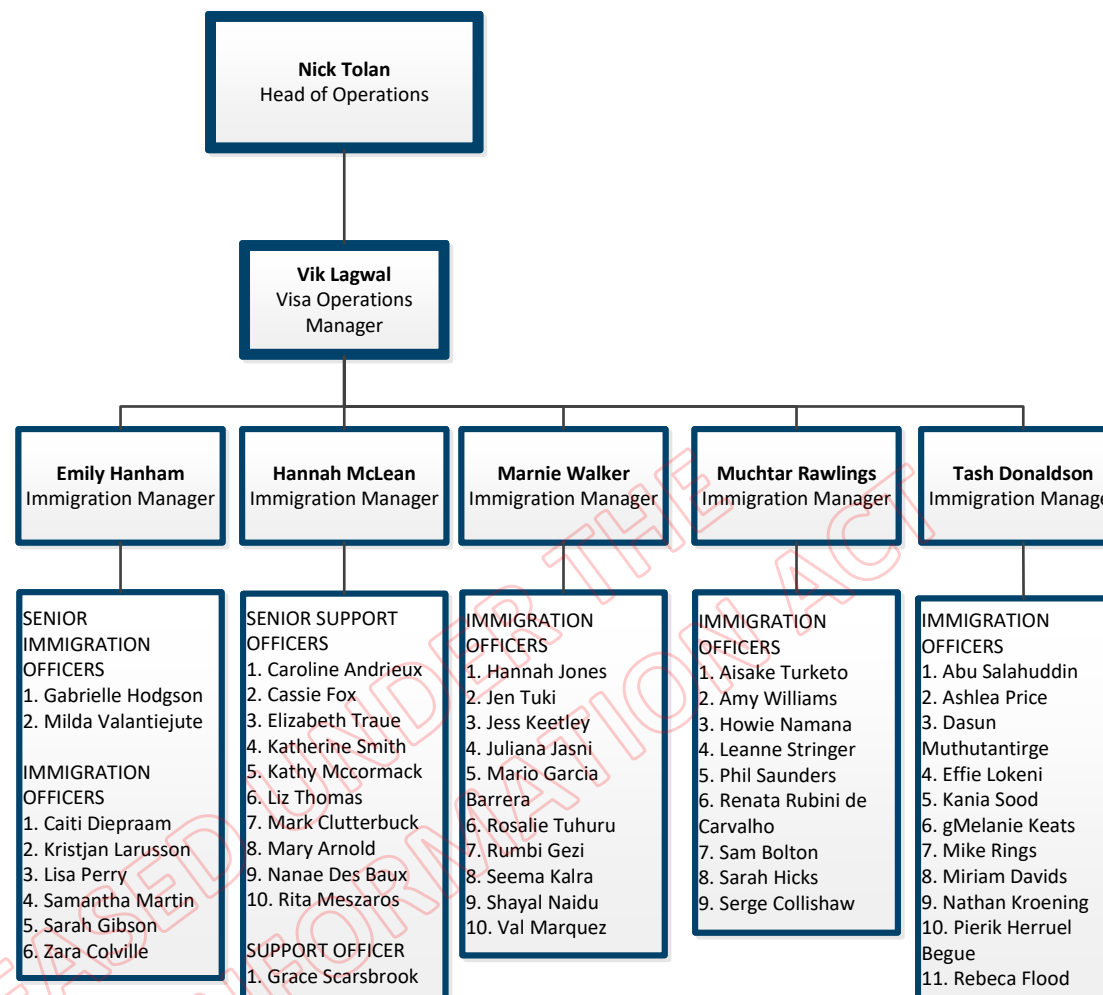 Nick Tolan
Head of Operations
Vik Lagwal
Visa Operations
Manager
Emily Hanham
Immigration Manager
Hannah McLean
Immigration Manager
Marnie Walker
Immigration Manager
Muchtar Rawlings
Immigration Manager
Tash Donaldson
Immigration Manage
SENIOR
IMMIGRATION
OFFICERS
1. Gabrielle Hodgson
2. Milda Valantiejute
IMMIGRATION
OFFICERS
1. Caiti Diepraam
2. Kristjan Larusson
3. Lisa Perry
4. Samantha Martin
5. Sarah Gibson
6. Zara Colville
SENIOR SUPPORT
OFFICERS
1. Caroline Andrieux
2. Cassie Fox
3. Elizabeth Traue
4. Katherine Smith
5. Kathy Mccormack
6. Liz Thomas
7. Mark Clutterbuck
8. Mary Arnold
9. Nanae Des Baux
10. Rita Meszaros
SUPPORT OFFICER
1. Grace Scarsbrook
IMMIGRATION
OFFICERS
1. Hannah Jones
2. Jen Tuki
3. Jess Keetley
4. Juliana Jasni
5. Mario Garcia
Barrera
6. Rosalie Tuhuru
7. Rumbi Gezi
8. Seema Kalra
9. Shayal Naidu
10. Val Marquez
IMMIGRATION
OFFICERS
1. Aisake Turketo
2. Amy Williams
3. Howie Namana
4. Leanne Stringer
5. Phil Saunders
6. Renata Rubini de
Carvalho
7. Sam Bolton
8. Sarah Hicks
9. Serge Collishaw
IMMIGRATION
OFFICERS
1. Abu Salahuddin
2. Ashlea Price
3. Dasun
Muthutantirge
4. Effie Lokeni
5. Kania Sood
6. gMelanie Keats
7. Mike Rings
8. Miriam Davids
9. Nathan Kroening
10. Pierik Herruel
Begue
11. Rebeca Flood
EASED UNDER THE
INFORMATION ACT